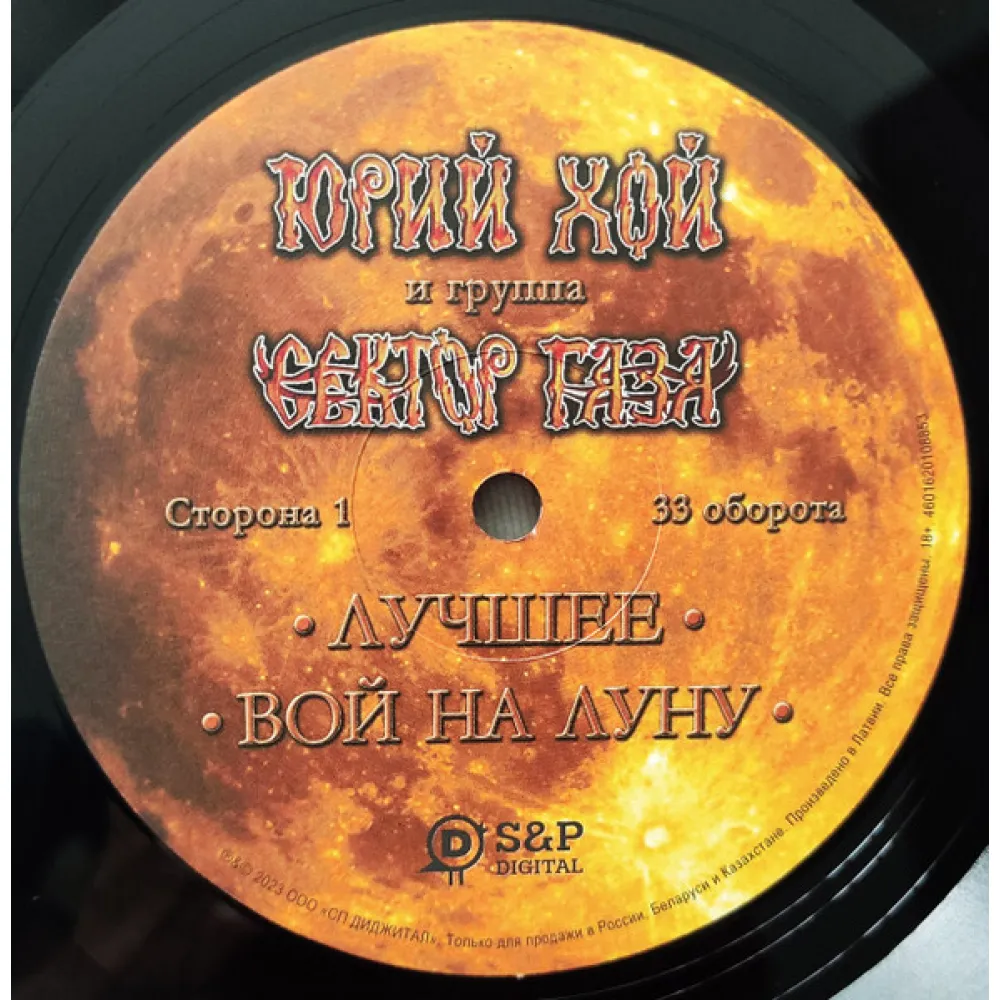 ЮРИЙ ХОЙ
и группа
СЕКТОР ГАЗА
Сторона 1
33 оборота
• ЛУЧШЕЕ •
• ВОЙ НА ЛУНУ •
D S&P
DIGITAL
℗&© 2023 ООО «СП ДИДЖИТАЛ». Только для продажи в России, Беларуси и Казахстане. Произведено в Латвии. Все права защищены. 18+ 4601620108853